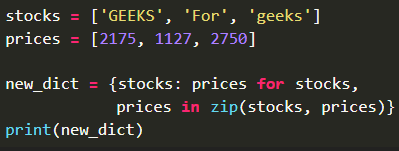 stocks = ['GEEKS', 'For', 'geeks']
prices = [2175, 1127, 2750]
new_dict = {stocks: prices for stocks,
            prices in zip(stocks, prices)}
print(new_dict)